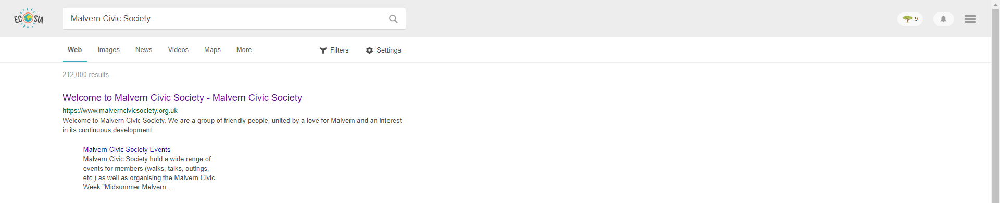 ECOSIA
Malvern Civic Society
9
Web Images News Videos Maps More Filters Settings
212,000 results
Welcome to Malvern Civic Society - Malvern Civic Society
https://www.malverncivicsociety.org.uk
Welcome to Malvern Civic Society. We are a group of friendly people, united by a love for Malvern and an interest
in its continuous development.
Malvern Civic Society Events
Malvern Civic Society hold a wide range of
events for members (walks, talks, outings,
etc.) as well as organising the Malvern Civic
Week "Midsummer Malvern…